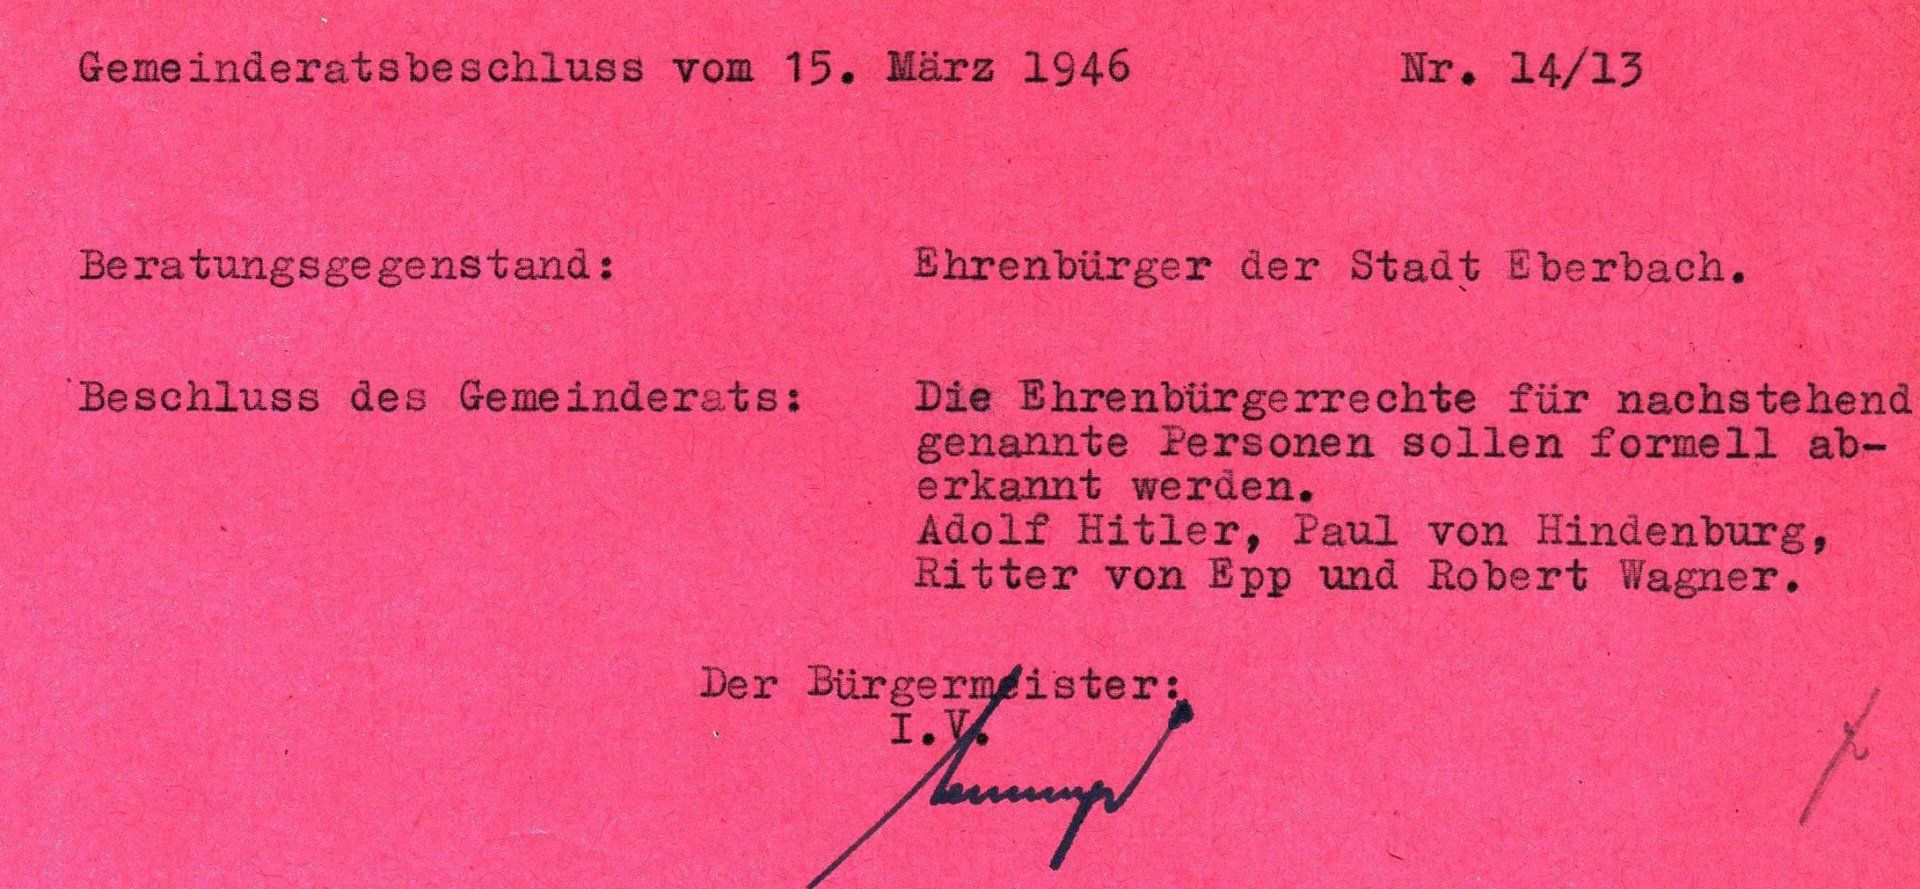 Gemeinderatsbeschluss vom 15. März 1946 Nr. 14/13
Beratungsgegenstand: Ehrenbürger der Stadt Eberbach.
Beschluss des Gemeinderats: Die Ehrenbürgerrechte für nachstehend
genannte Personen sollen formell ab-
erkannt werden.
Adolf Hitler, Paul von Hindenburg,
Ritter von Epp und Robert Wagner.
Der Bürgermeister:
I.V.